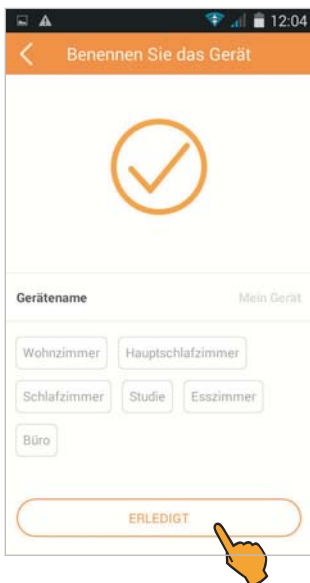 12:04
Benennen Sie das Gerät
Gerätename Mein Gerät
Wohnzimmer Hauptschlafzimmer
Schlafzimmer Studie Esszimmer
Büro
ERLEDIGT